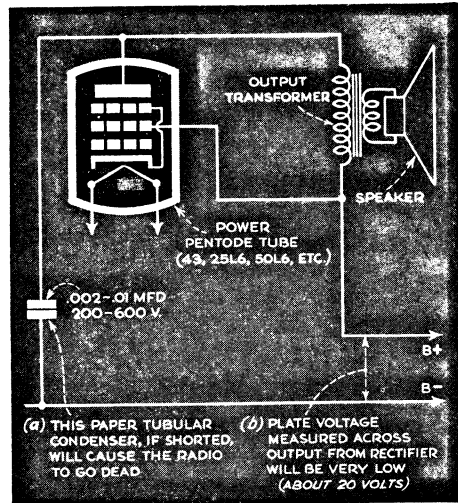 OUTPUT
TRANSFORMER
SPEAKER
POWER
PENTODE TUBE
(43, 25L6, 50L6, ETC.)
.002-.01 MFD
200-600 V.
B+
B-
(a) THIS PAPER TUBULAR
CONDENSER, IF SHORTED,
WILL CAUSE THE RADIO
TO GO DEAD.
(b) PLATE VOLTAGE
MEASURED ACROSS
OUTPUT FROM RECTIFIER
WILL BE VERY LOW
(ABOUT 20 VOLTS)